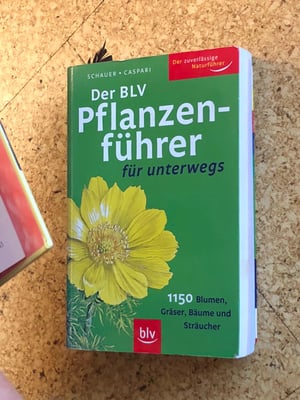 SCHAUER • CASPARI
Der zuverlässige
Naturführer
Der BLV
Pflanzen-
führer
für unterwegs
1150 Blumen,
Gräser, Bäume und
Sträucher
blv